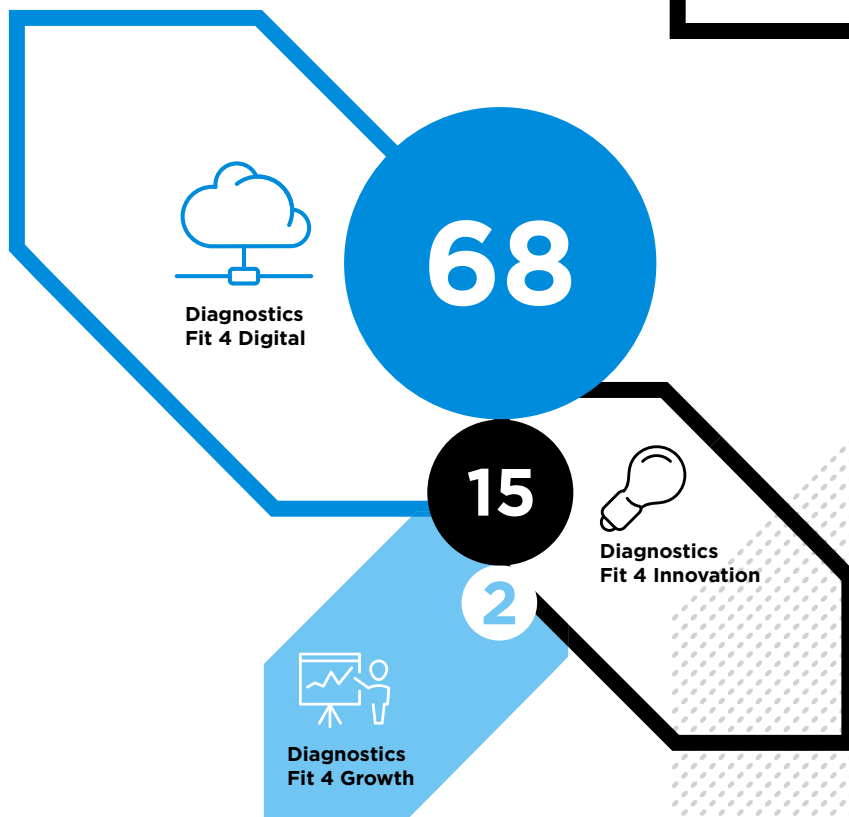 68
Diagnostics
Fit 4 Digital
15
Diagnostics
Fit 4 Innovation
2
Diagnostics
Fit 4 Growth